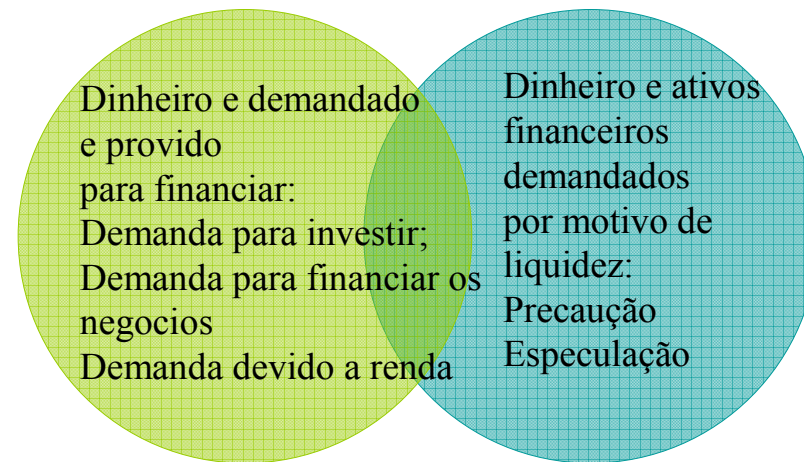 Dinheiro e demandado
e provido
para financiar:
Demanda para investir;
Demanda para financiar os
negocios
Demanda devido a renda
Dinheiro e ativos
financeiros
demandados
por motivo de
liquidez:
Precaução
Especulação